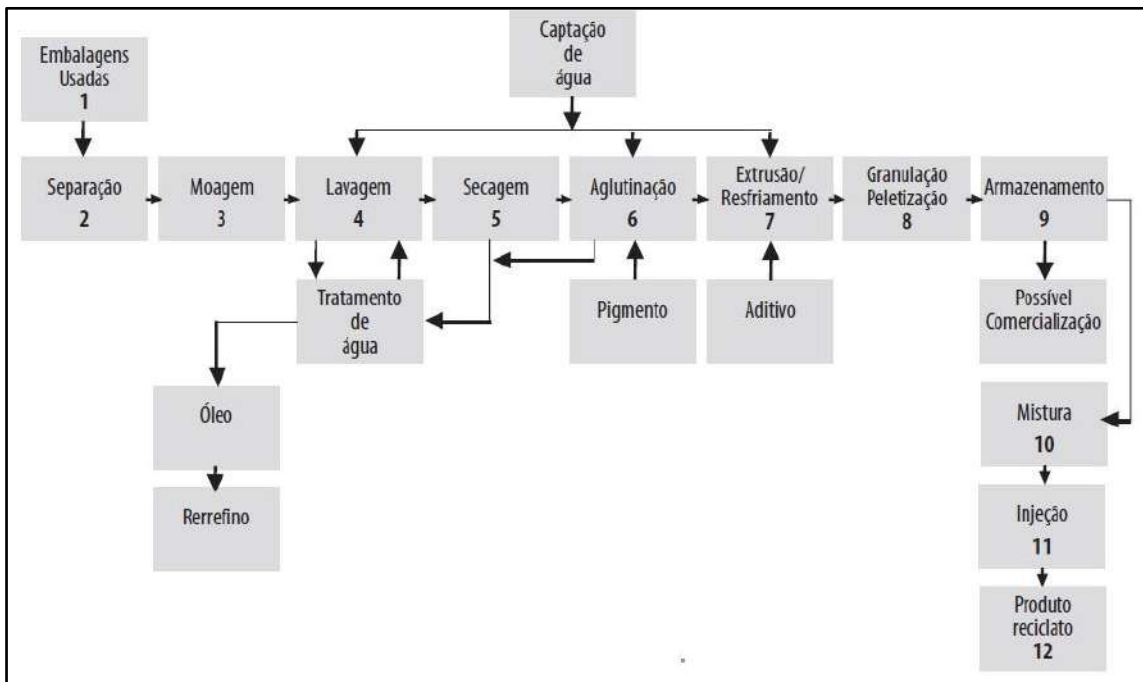 Captação
de
água
Embalagens
Usadas
1
Separação
2
Moagem
3
Lavagem
4
Secagem
5
Aglutinação
6
Extrusão/
Resfriamento
7
Granulação
Peletização
8
Armazenamento
9
Tratamento
de
água
Pigmento
Aditivo
Possível
Comercialização
Óleo
Mistura
10
Rerrefino
Injeção
11
Produto
reciclato
12